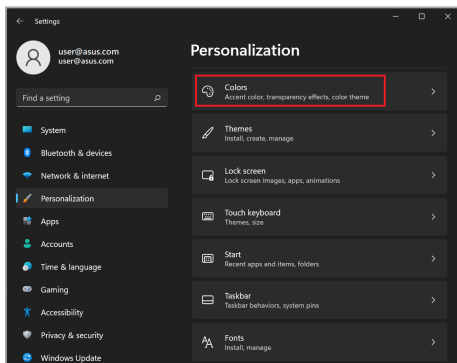 Settings
user@asus.com
user@asus.com
Find a setting
System
Bluetooth & devices
Network & internet
Personalization
Apps
Accounts
Time & language
Gaming
Accessibility
Privacy & security
Windows Update
Personalization
Colors
Accent color, transparency effects, color theme
Themes
Install, create, manage
Lock screen
Lock screen images, apps, animations
Touch keyboard
Themes, size
Start
Recent apps and items, folders
Taskbar
Taskbar behaviors, system pins
Fonts
Install, manage